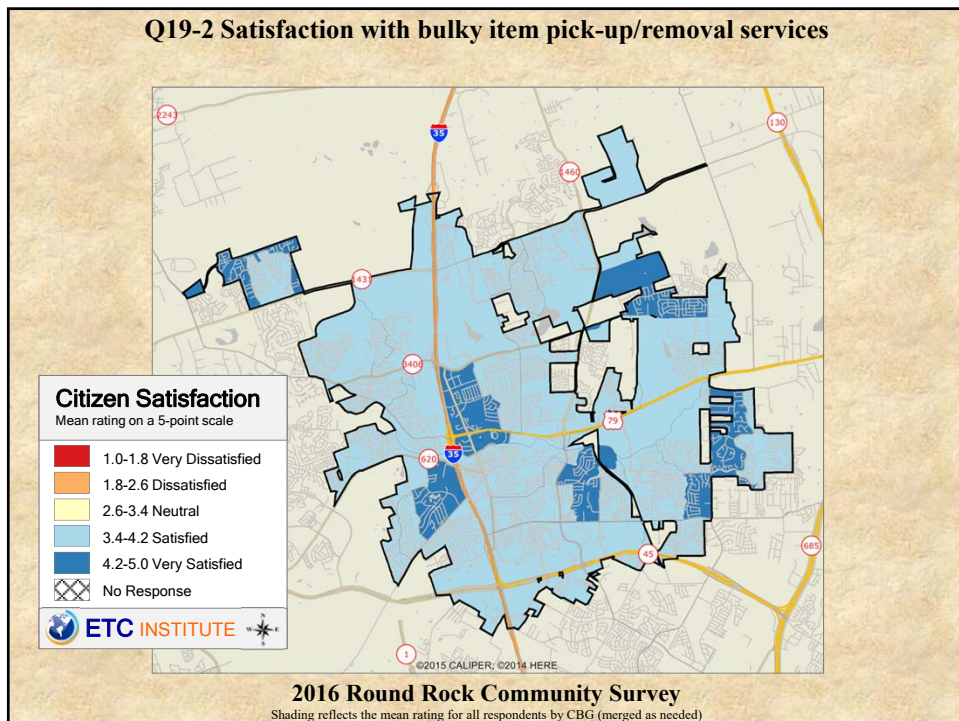 Q19-2 Satisfaction with bulky item pick-up/removal services
2243
35
130
1460
1431
3406
79
620
35
45
685
1
Citizen Satisfaction
Mean rating on a 5-point scale
1.0-1.8 Very Dissatisfied
1.8-2.6 Dissatisfied
2.6-3.4 Neutral
3.4-4.2 Satisfied
4.2-5.0 Very Satisfied
No Response
ETC INSTITUTE
N
W E
S
©2015 CALIPER; ©2014 HERE
2016 Round Rock Community Survey
Shading reflects the mean rating for all respondents by CBG (merged as needed)